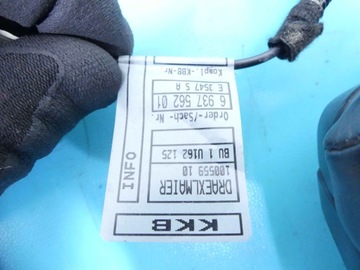 KKB
INFO
DRAEXLMAIER
100559 10
BU 1 U162 125
Order-/Sach- Nr.
6 937 562 01
E 3547 S A
Kompl.-KBB-Nr